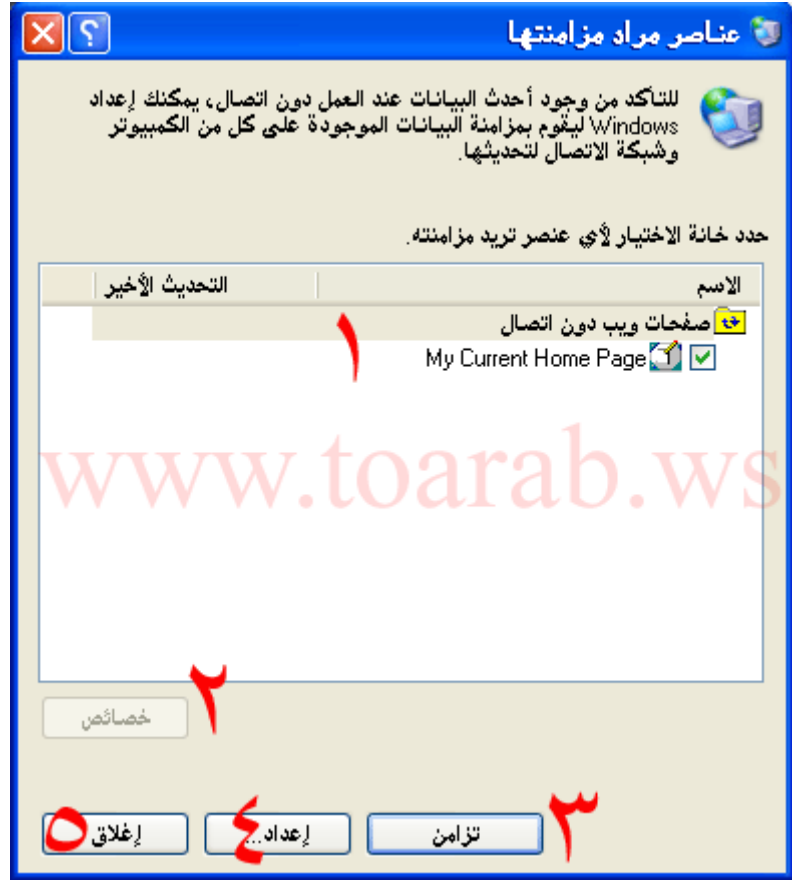 عناصر مراد مزامنتها
للتأكد من وجود أحدث البيانات عند العمل دون اتصال، يمكنك إعداد
Windows ليقوم بمزامنة البيانات الموجودة على كل من الكمبيوتر
وشبكة الاتصال لتحديثها.
حدد خانة الاختيار لأي عنصر تريد مزامنته.
الاسم التحديث الأخير
صفحات ويب دون اتصال
١
My Current Home Page
www.toarab.ws
٢
خصائص
٣ تزامن ٤ إعداد... ٥ إغلاق